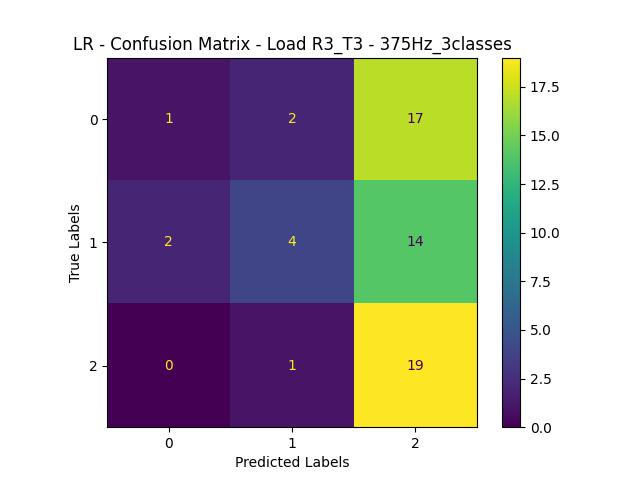 LR - Confusion Matrix - Load R3_T3 - 375Hz_3classes
0 1 2 17
1 2 4 14
2 0 1 19
0 1 2
Predicted Labels
True Labels
17.5
15.0
12.5
10.0
7.5
5.0
2.5
0.0